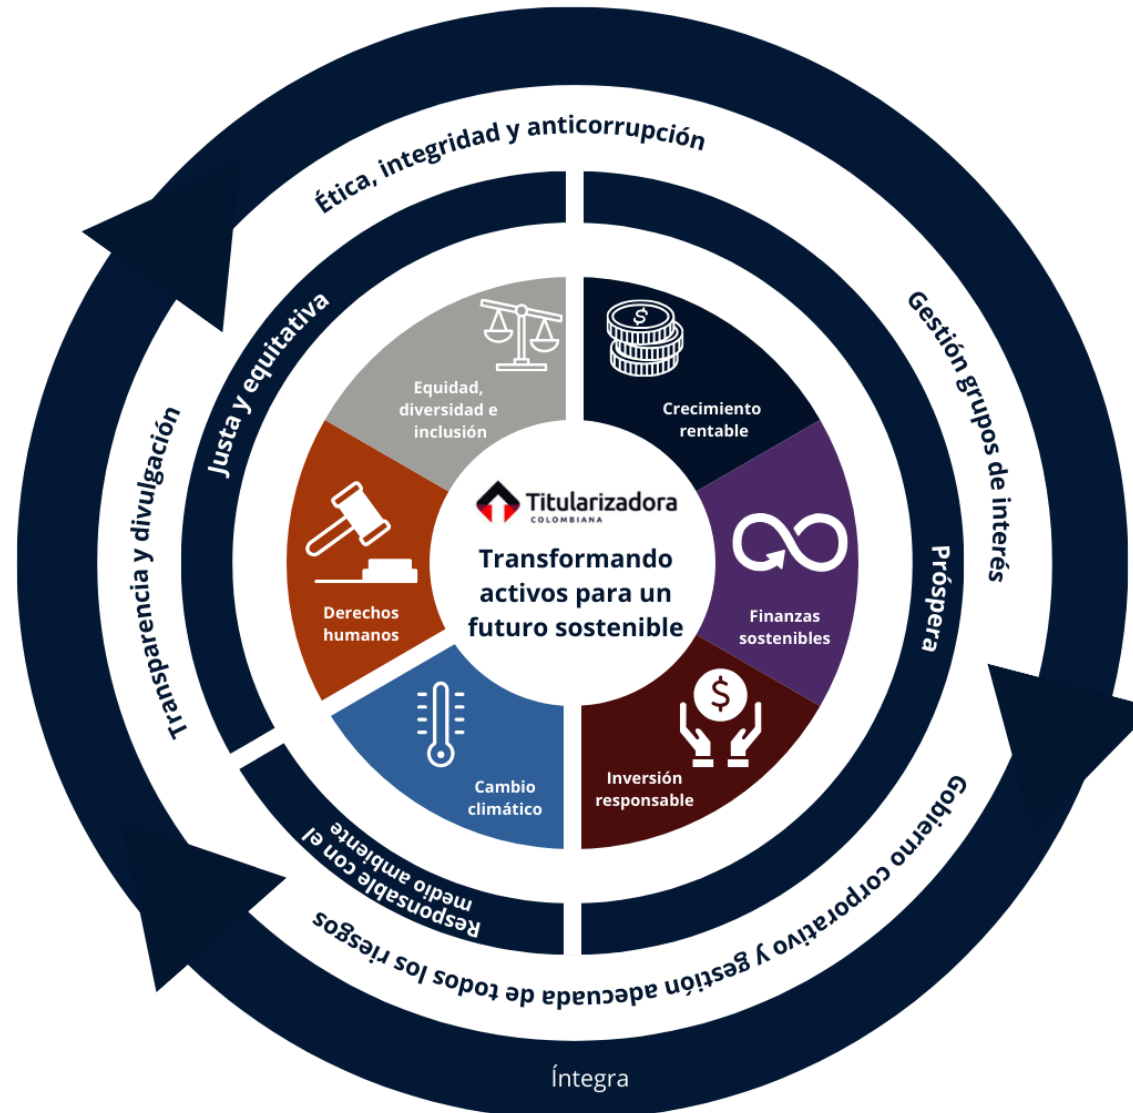 Ética, integridad y anticorrupción
Gestión grupos de interés
Gobierno corporativo y gestión adecuada de todos los riesgos
Transparencia y divulgación
Íntegra
Justa y equitativa
Próspera
Responsable con el
medio ambiente
Equidad,
diversidad e
inclusión
Crecimiento
rentable
Derechos
humanos
Finanzas
sostenibles
Cambio
climático
Inversión
responsable
Titularizadora
COLOMBIANA
Transformando
activos para un
futuro sostenible